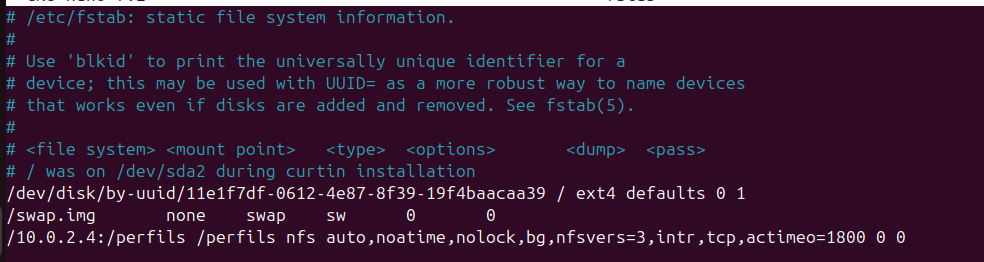 # /etc/fstab: static file system information.
#
# Use 'blkid' to print the universally unique identifier for a
# device; this may be used with UUID= as a more robust way to name devices
# that works even if disks are added and removed. See fstab(5).
#
# <file system> <mount point>   <type>  <options>       <dump>  <pass>
# / was on /dev/sda2 during curtin installation
/dev/disk/by-uuid/11e1f7df-0612-4e87-8f39-19f4baacaa39 / ext4 defaults 0 1
/swap.img       none    swap    sw      0       0
/10.0.2.4:/perfils /perfils nfs auto,noatime,nolock,bg,nfsvers=3,intr,tcp,actimeo=1800 0 0